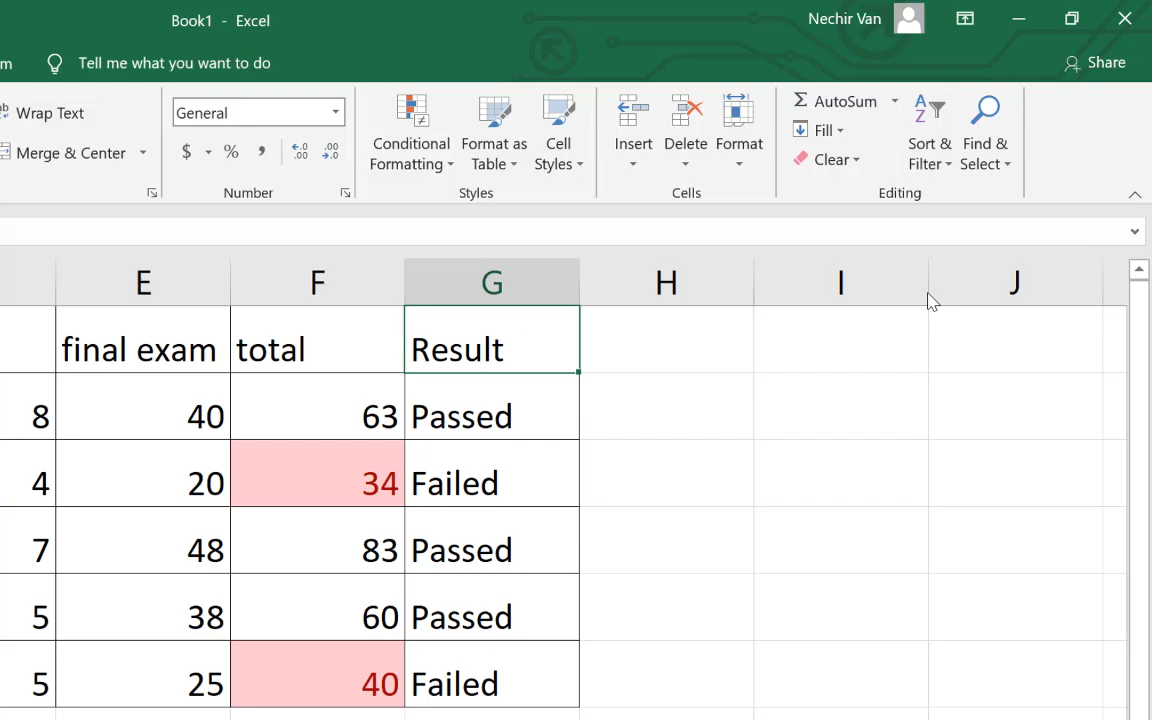 Book1 - Excel
Nechir Van
Tell me what you want to do
Share
Wrap Text
General
Merge & Center
$ % ,
Conditional Formatting
Format as Table
Cell Styles
Insert
Delete
Format
AutoSum
Fill
Clear
Sort & Filter
Find & Select
Number
Styles
Cells
Editing
E F G H I J
final exam total Result
8 40 63 Passed
4 20 34 Failed
7 48 83 Passed
5 38 60 Passed
5 25 40 Failed